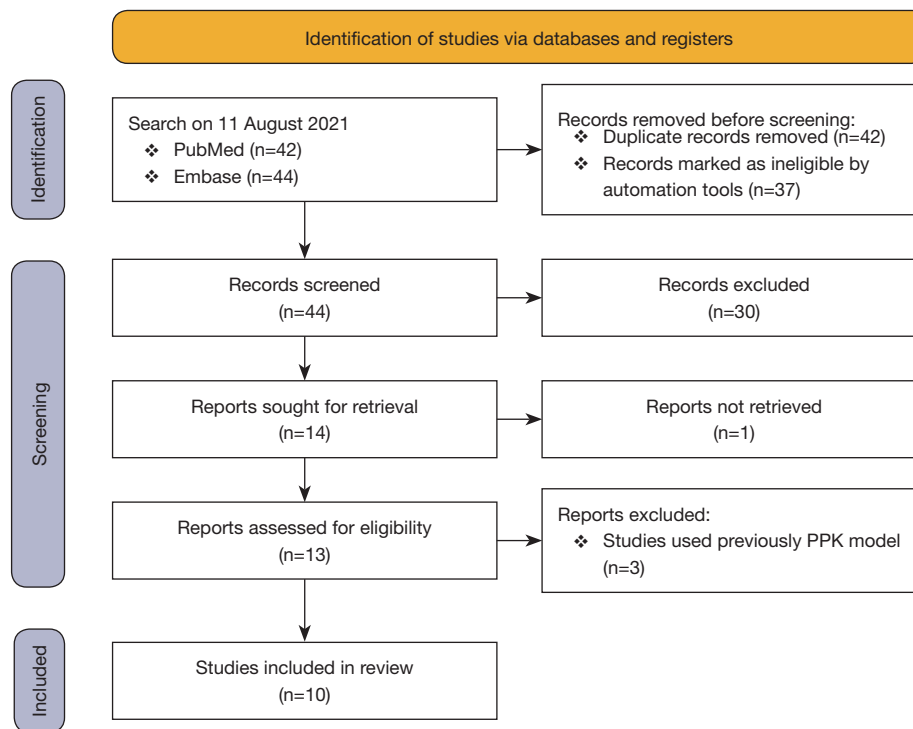 Identification of studies via databases and registers
Identification
Search on 11 August 2021
❖ PubMed (n=42)
❖ Embase (n=44)
Records removed before screening:
❖ Duplicate records removed (n=42)
❖ Records marked as ineligible by
automation tools
(n=37)
Screening
Records screened
(n=44)
Records excluded
(n=30)
Reports sought for retrieval
(n=14)
Reports not retrieved
(n=1)
Reports assessed for eligibility
(n=13)
Reports excluded:
❖ Studies used previously PPK model
(n=3)
Included
Studies included in review
(n=10)